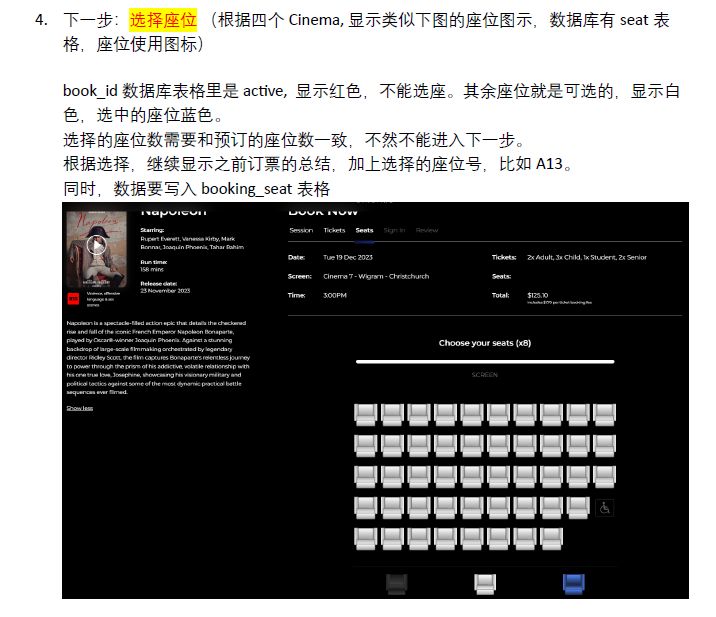 4. 下一步：选择座位 （根据四个 Cinema, 显示类似下图的座位图示，数据库有 seat 表
格，座位使用图标）
book_id 数据库表格里是 active, 显示红色，不能选座。其余座位就是可选的，显示白
色，选中的座位蓝色。
选择的座位数需要和预订的座位数一致，不然不能进入下一步。
根据选择，继续显示之前订票的总结，加上选择的座位号，比如 A13。
同时，数据要写入 booking_seat 表格
Napoleon
Starring:
Rupert Everett, Vanessa Kirby, Mark
Bonnar, Joaquin Phoenix, Tahar Rahim
Run time:
158 mins
Release date:
23 November 2023
Violence, offensive
language & sex
scenes
Napoleon is a spectacle-filled action epic that details the checkered
rise and fall of the iconic French Emperor Napoleon Bonaparte,
played by Oscar®-winner Joaquin Phoenix. Against a stunning
backdrop of large-scale filmmaking orchestrated by legendary
director Ridley Scott, the film captures Bonaparte's relentless journey
to power through the prism of his addictive, volatile relationship with
his one true love, Josephine, showcasing his visionary military and
political tactics against some of the most dynamic practical battle
sequences ever filmed.
Show less
Book Now
Session Tickets Seats Sign In Review
Date: Tue 19 Dec 2023 Tickets: 2x Adult, 3x Child, 1x Student, 2x Senior
Screen: Cinema 7 - Wigram - Christchurch Seats:
Time: 3:00PM Total: $125.10
Choose your seats (x8)
SCREEN